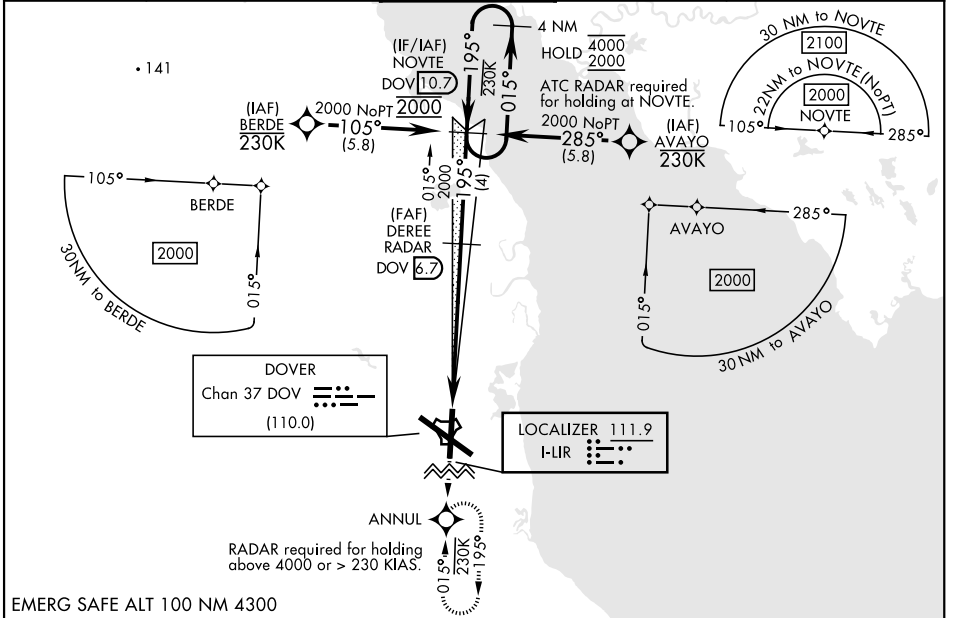 4 NM
HOLD 4000
2000
195°
230K
015°
(IF/IAF)
NOVTE
DOV 10.7
2000
ATC RADAR required
for holding at NOVTE.
30 NM to NOVTE
2100
22NM to NOVTE (NoPT)
2000
NOVTE
105°
285°
• 141
(IAF)
BERDE
230K
2000 NoPT
105°
(5.8)
2000 NoPT
285°
(5.8)
(IAF)
AVAYO
230K
015°
2000
195°
(4)
105°
BERDE
2000
015°
30NM to BERDE
(FAF)
DEREE
RADAR
DOV 6.7
285°
AVAYO
2000
015°
30 NM to AVAYO
DOVER
Chan 37 DOV
(110.0)
LOCALIZER 111.9
I-LIR
ANNUL
RADAR required for holding
above 4000 or > 230 KIAS.
015°
230K
195°
EMERG SAFE ALT 100 NM 4300